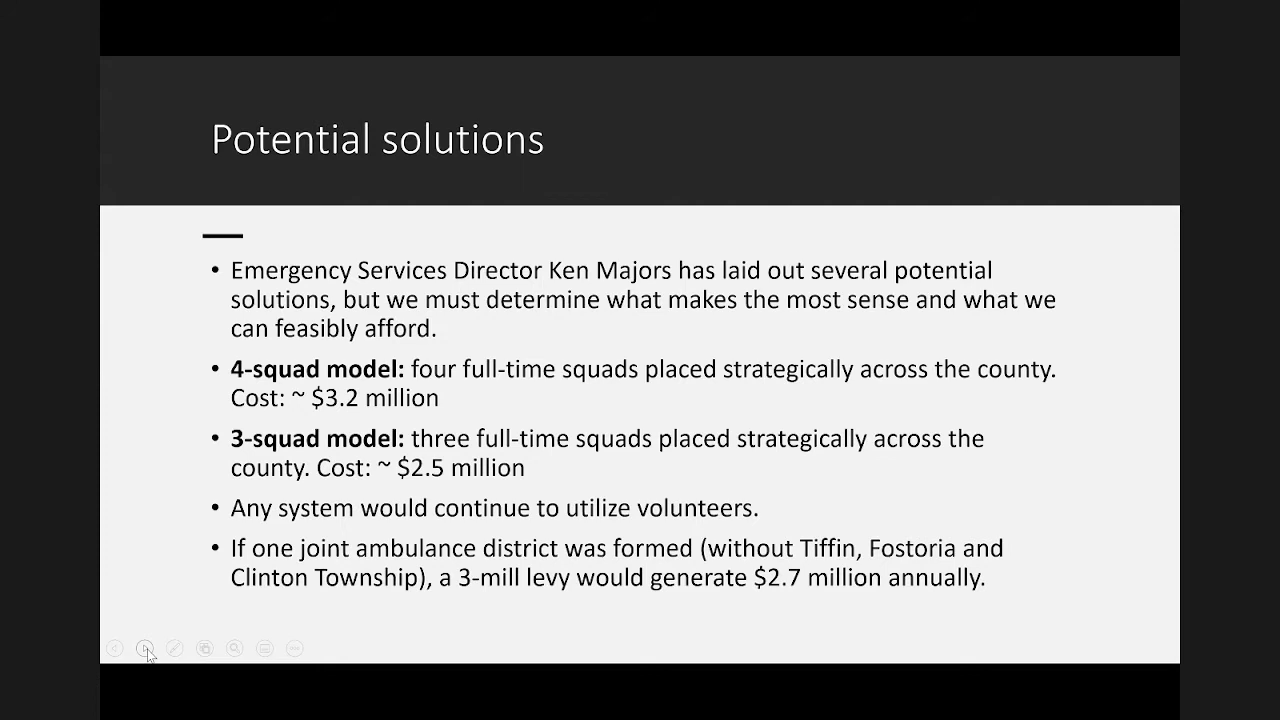 Potential solutions
• Emergency Services Director Ken Majors has laid out several potential
solutions, but we must determine what makes the most sense and what we
can feasibly afford.
• 4-squad model: four full-time squads placed strategically across the county.
Cost: ~ $3.2 million
• 3-squad model: three full-time squads placed strategically across the
county. Cost: ~ $2.5 million
• Any system would continue to utilize volunteers.
• If one joint ambulance district was formed (without Tiffin, Fostoria and
Clinton Township), a 3-mill levy would generate $2.7 million annually.